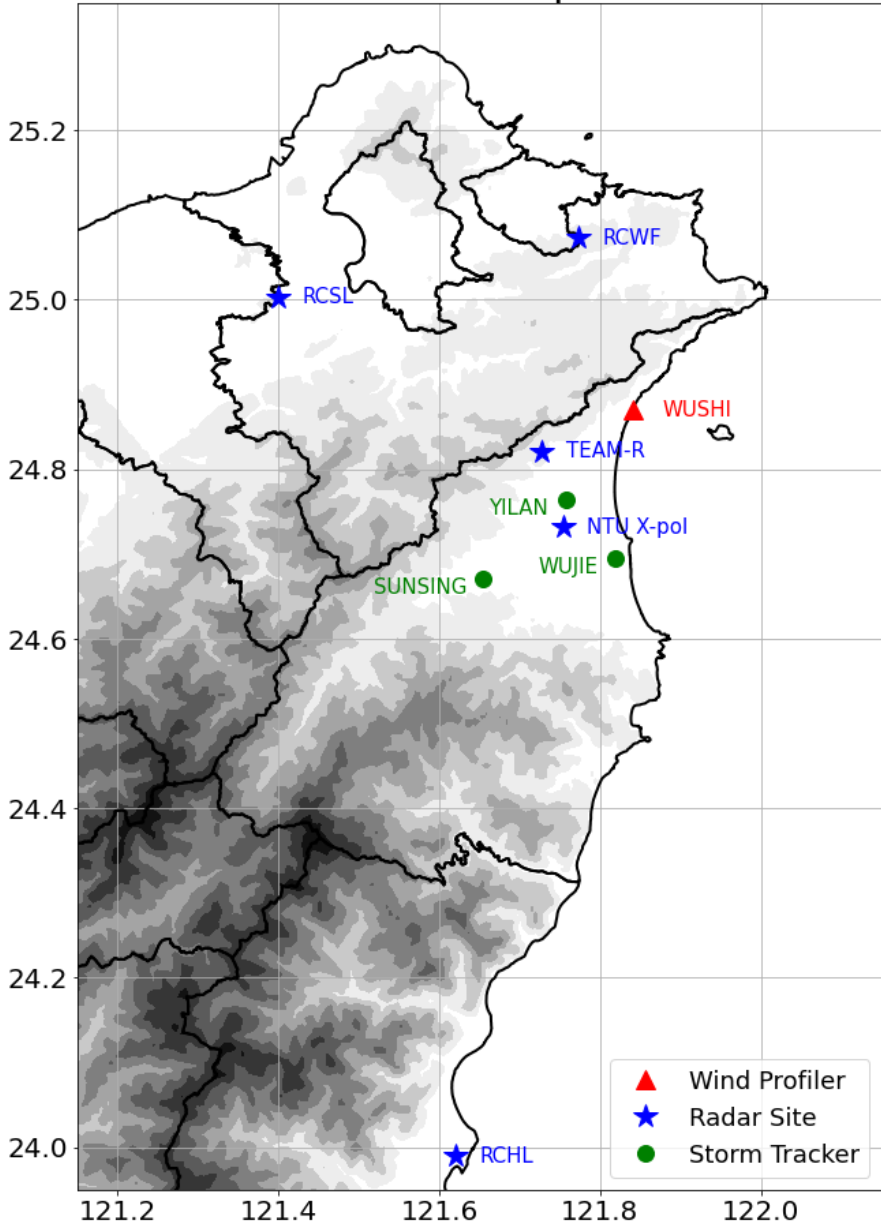 25.2
RCWF
25.0
RCSL
WUSHI
TEAM-R
24.8
YILAN
NTU X-pol
WUJIE
SUNSING
24.6
24.4
24.2
Wind Profiler
Radar Site
Storm Tracker
24.0
RCHL
121.2 121.4 121.6 121.8 122.0